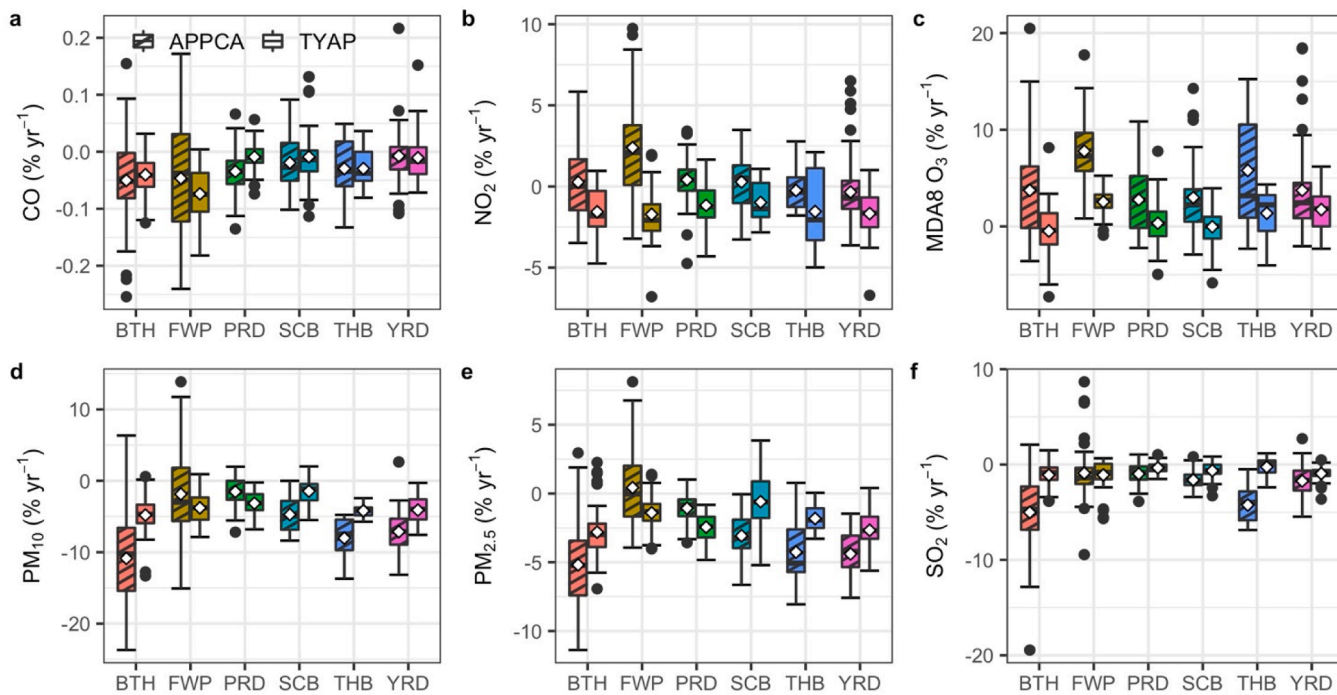 a
APPCA TYAP
CO (% yr−1)
0.2
0.1
0.0
-0.1
-0.2
BTH FWP PRD SCB THB YRD
b
NO2 (% yr−1)
10
5
0
-5
BTH FWP PRD SCB THB YRD
c
MDA8 O3 (% yr−1)
20
10
0
BTH FWP PRD SCB THB YRD
d
PM10 (% yr−1)
10
0
-10
-20
BTH FWP PRD SCB THB YRD
e
PM2.5 (% yr−1)
5
0
-5
-10
BTH FWP PRD SCB THB YRD
f
SO2 (% yr−1)
10
0
-10
-20
BTH FWP PRD SCB THB YRD